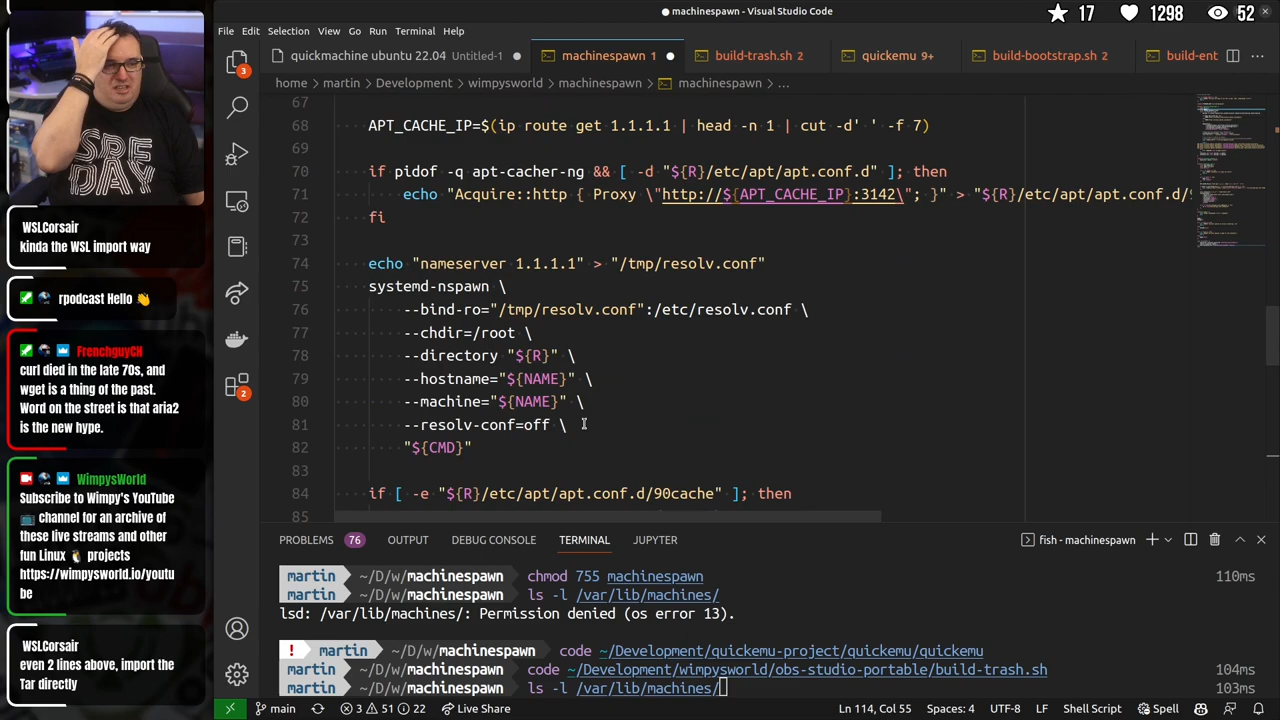 machinespawn - Visual Studio Code
17
1298
52
File Edit Selection View Go Run Terminal Help
quickmachine ubuntu 22.04 Untitled-1
machinespawn 1
build-trash.sh 2
quickemu 9+
build-bootstrap.sh 2
build-ent
home > martin > Development > wimpysworld > machinespawn > machinespawn > ...
67
68 APT_CACHE_IP=$(ip route get 1.1.1.1 | head -n 1 | cut -d' ' -f 7)
69
70 if pidof -q apt-cacher-ng && [ -d "${R}/etc/apt/apt.conf.d" ]; then
71 echo "Acquire::http { Proxy \"http://${APT_CACHE_IP}:3142\"; }" > "${R}/etc/apt/apt.conf.d/
72 fi
73
74 echo "nameserver 1.1.1.1" > "/tmp/resolv.conf"
75 systemd-nspawn \
76 --bind-ro="/tmp/resolv.conf":/etc/resolv.conf \
77 --chdir=/root \
78 --directory "${R}" \
79 --hostname="${NAME}" \
80 --machine="${NAME}" \
81 --resolv-conf=off \
82 "${CMD}"
83
84 if [ -e "${R}/etc/apt/apt.conf.d/90cache" ]; then
85
PROBLEMS 76 OUTPUT DEBUG CONSOLE TERMINAL JUPYTER
fish - machinespawn
martin ~/D/w/machinespawn chmod 755 machinespawn 110ms
martin ~/D/w/machinespawn ls -l /var/lib/machines/
lsd: /var/lib/machines/: Permission denied (os error 13).
! martin ~/D/w/machinespawn code ~/Development/quickemu-project/quickemu/quickemu
martin ~/D/w/machinespawn code ~/Development/wimpysworld/obs-studio-portable/build-trash.sh 104ms
martin ~/D/w/machinespawn ls -l /var/lib/machines/ 103ms
main 3 51 22 Live Share
Ln 114, Col 55 Spaces: 4 UTF-8 LF Shell Script Spell
3
2
SRE
DAY
WSLCorsair
kinda the WSL import way
rpodcast Hello 👋
FrenchguyCH
curl died in the late 70s, and
wget is a thing of the past.
Word on the street is that aria2
is the new hype.
WimpysWorld
Subscribe to Wimpy's YouTube
📺 channel for an archive of
these live streams and other
fun Linux 🐧 projects
https://wimpysworld.io/youtu
be
WSLCorsair
even 2 lines above, import the
Tar directly